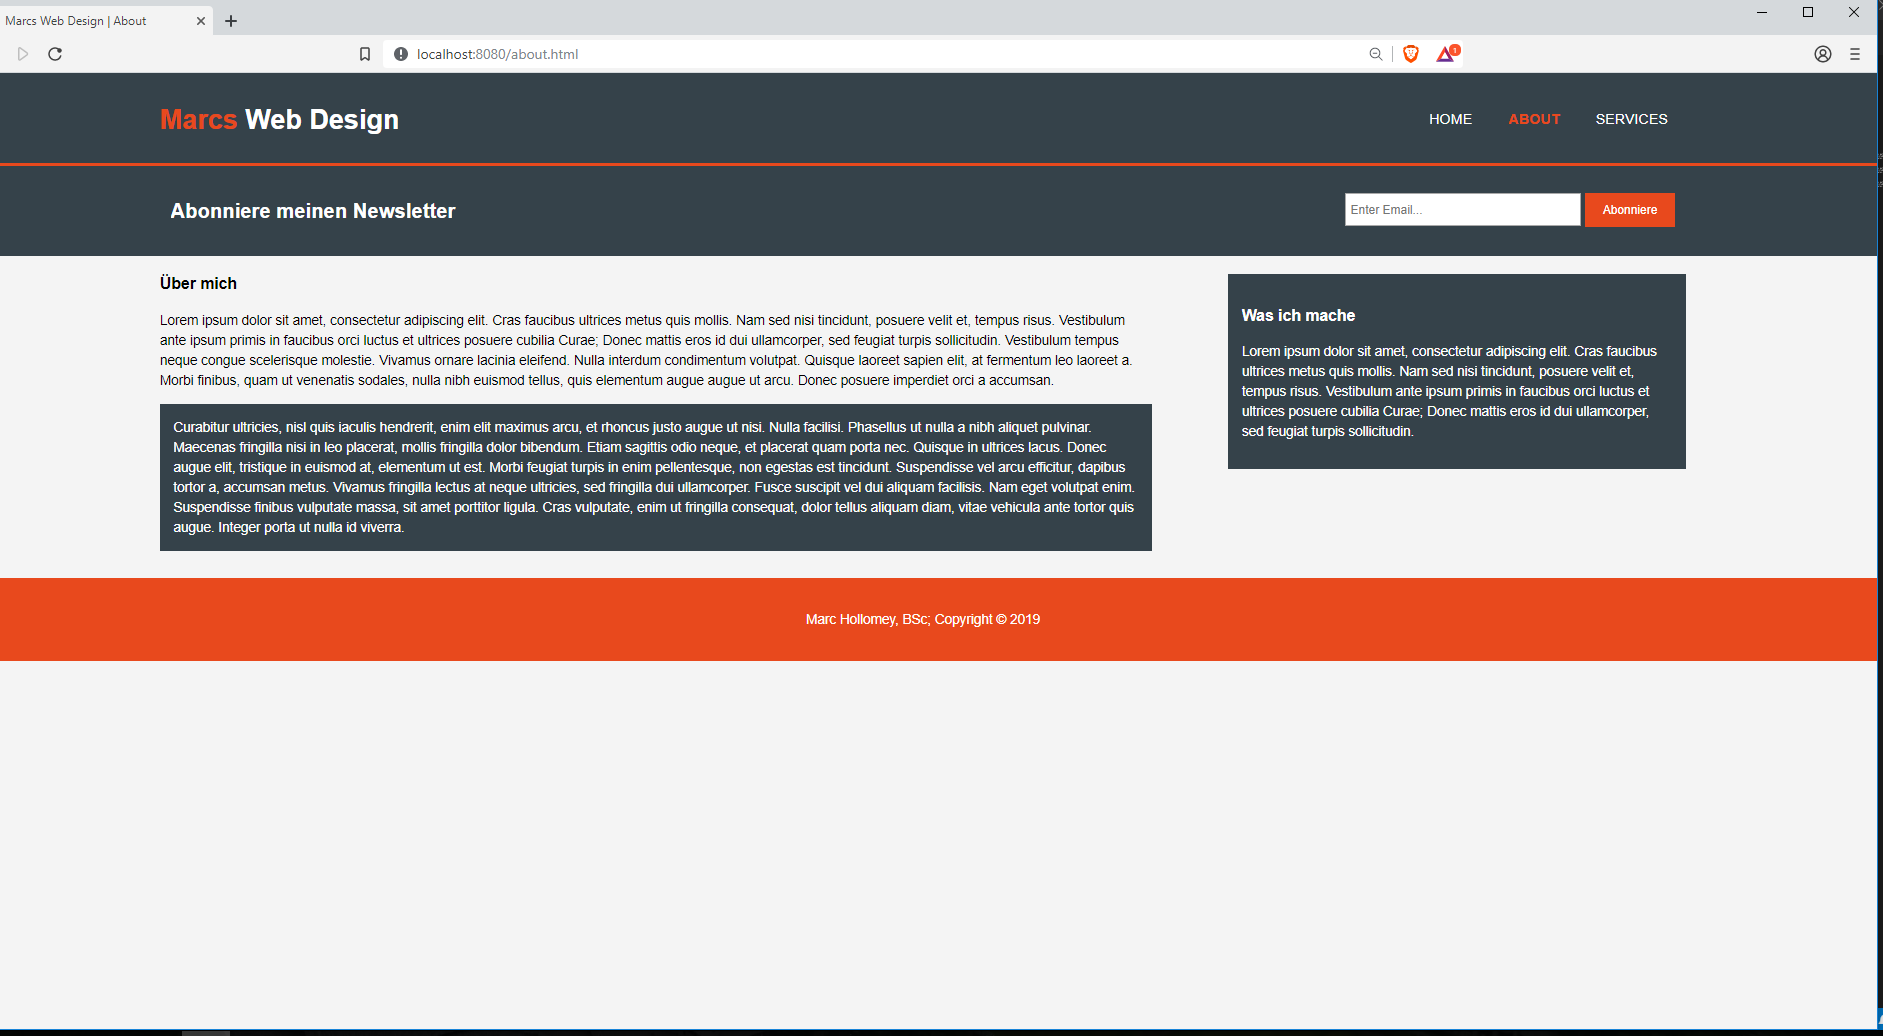 Marcs Web Design | About
localhost:8080/about.html
1
Marcs Web Design
HOME ABOUT SERVICES
Abonniere meinen Newsletter
Enter Email...
Abonniere
Über mich
Lorem ipsum dolor sit amet, consectetur adipiscing elit. Cras faucibus ultrices metus quis mollis. Nam sed nisi tincidunt, posuere velit et, tempus risus. Vestibulum
ante ipsum primis in faucibus orci luctus et ultrices posuere cubilia Curae; Donec mattis eros id dui ullamcorper, sed feugiat turpis sollicitudin. Vestibulum tempus
neque congue scelerisque molestie. Vivamus ornare lacinia eleifend. Nulla interdum condimentum volutpat. Quisque laoreet sapien elit, at fermentum leo laoreet a.
Morbi finibus, quam ut venenatis sodales, nulla nibh euismod tellus, quis elementum augue augue ut arcu. Donec posuere imperdiet orci a accumsan.
Curabitur ultricies, nisl quis iaculis hendrerit, enim elit maximus arcu, et rhoncus justo augue ut nisi. Nulla facilisi. Phasellus ut nulla a nibh aliquet pulvinar.
Maecenas fringilla nisi in leo placerat, mollis fringilla dolor bibendum. Etiam sagittis odio neque, et placerat quam porta nec. Quisque in ultrices lacus. Donec
augue elit, tristique in euismod at, elementum ut est. Morbi feugiat turpis in enim pellentesque, non egestas est tincidunt. Suspendisse vel arcu efficitur, dapibus
tortor a, accumsan metus. Vivamus fringilla lectus at neque ultricies, sed fringilla dui ullamcorper. Fusce suscipit vel dui aliquam facilisis. Nam eget volutpat enim.
Suspendisse finibus vulputate massa, sit amet porttitor ligula. Cras vulputate, enim ut fringilla consequat, dolor tellus aliquam diam, vitae vehicula ante tortor quis
augue. Integer porta ut nulla id viverra.
Was ich mache
Lorem ipsum dolor sit amet, consectetur adipiscing elit. Cras faucibus
ultrices metus quis mollis. Nam sed nisi tincidunt, posuere velit et,
tempus risus. Vestibulum ante ipsum primis in faucibus orci luctus et
ultrices posuere cubilia Curae; Donec mattis eros id dui ullamcorper,
sed feugiat turpis sollicitudin.
Marc Hollomey, BSc; Copyright © 2019